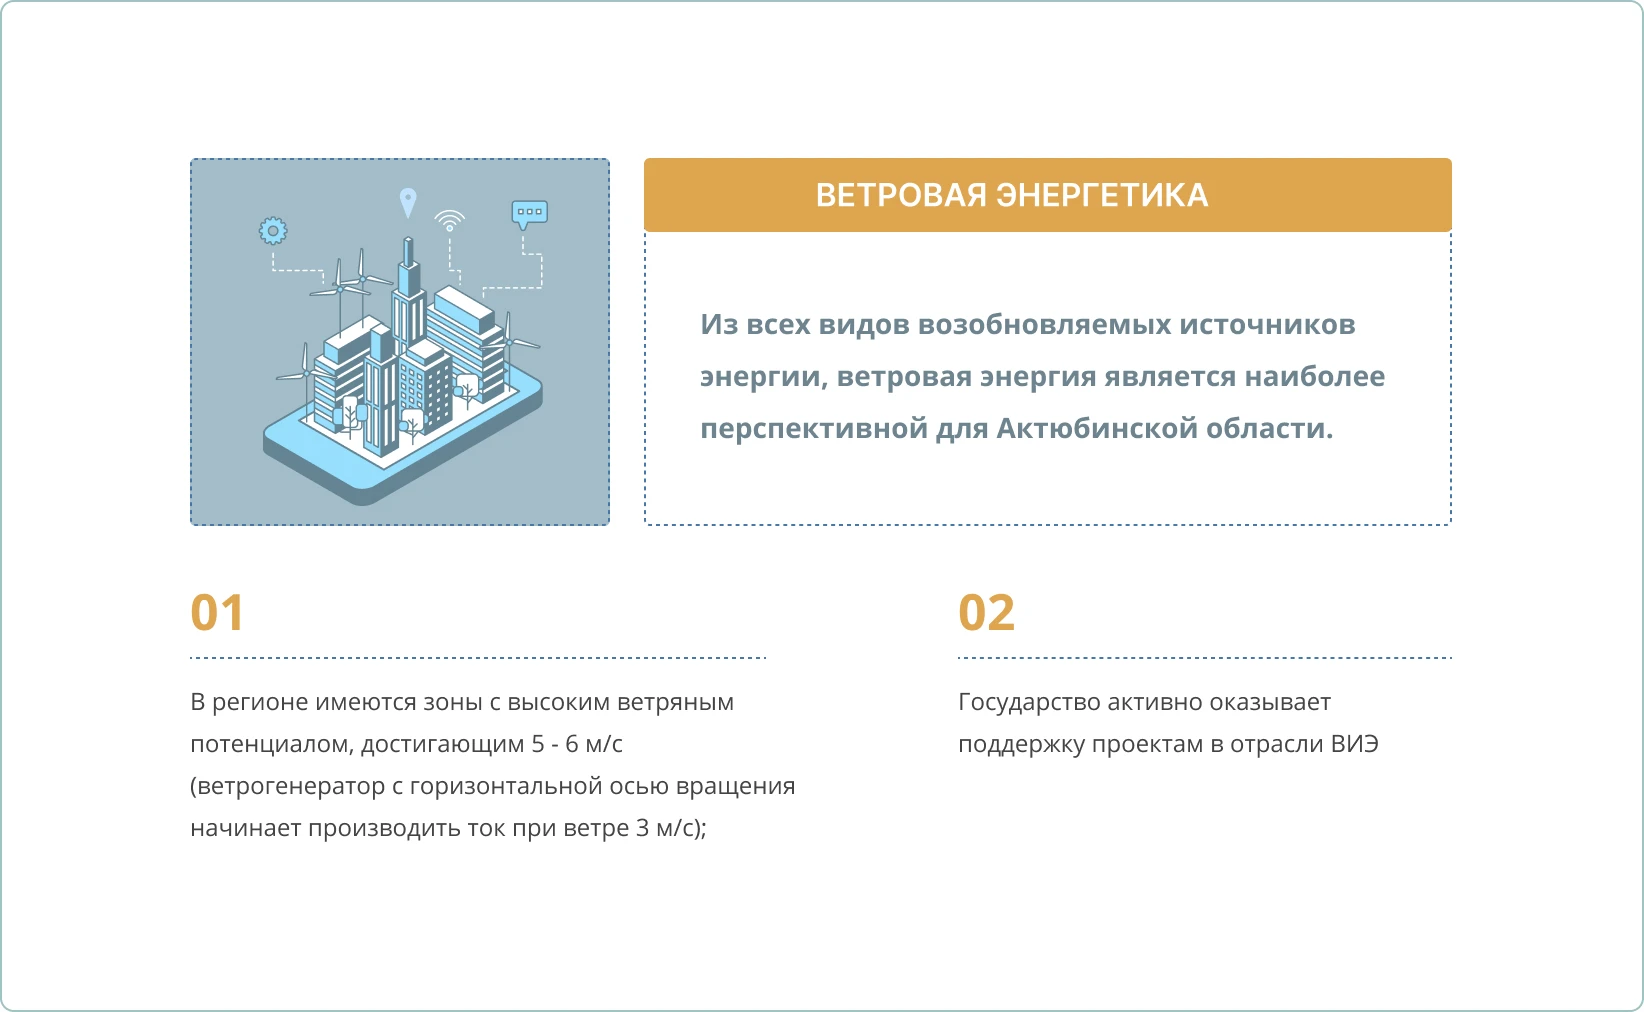 ВЕТРОВАЯ ЭНЕРГЕТИКА
Из всех видов возобновляемых источников
энергии, ветровая энергия является наиболее
перспективной для Актюбинской области.
01
В регионе имеются зоны с высоким ветряным
потенциалом, достигающим 5 - 6 м/с
(ветрогенератор с горизонтальной осью вращения
начинает производить ток при ветре 3 м/с);
02
Государство активно оказывает
поддержку проектам в отрасли ВИЭ